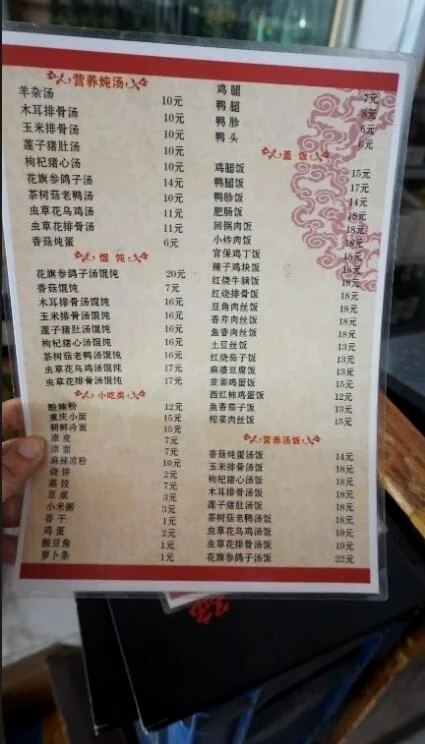 营养炖汤
羊杂汤 10元
木耳排骨汤 10元
玉米排骨汤 10元
莲子猪肚汤 10元
枸杞猪心汤 10元
花旗参鸽子汤 14元
茶树菇老鸭汤 11元
虫草花乌鸡汤 11元
虫草花排骨汤 11元
香菇炖蛋 6元
馄饨
花旗参鸽子汤馄饨 20元
香菇馄饨 7元
木耳排骨汤馄饨 16元
玉米排骨汤馄饨 16元
莲子猪肚汤馄饨 16元
枸杞猪心汤馄饨 16元
茶树菇老鸭汤馄饨 16元
虫草花乌鸡汤馄饨 17元
虫草花排骨汤馄饨 17元
小吃类
酸辣粉 12元
重庆小面 15元
朝鲜冷面 15元
凉皮 7元
凉面 7元
麻辣凉粉 10元
烧饼 2元
蒸饺 7元
豆浆 3元
小米粥 3元
香干 1元
鸡蛋 2元
酸豆角 1元
萝卜条 1元
鸡腿 7元
鸭腿 8元
鸭胗 6元
鸭头 6元
盖饭
鸡腿饭 15元
鸭腿饭 17元
鸭胗饭 14元
肥肠饭 18元
回锅肉饭 18元
小炒肉饭 18元
宫保鸡丁饭 18元
辣子鸡块饭 18元
红烧牛腩饭 18元
红烧排骨饭 18元
豆角肉丝饭 18元
香芹肉丝饭 18元
鱼香肉丝饭 18元
土豆丝饭 13元
红烧茄子饭 13元
麻婆豆腐饭 13元
韭菜鸡蛋饭 15元
西红柿鸡蛋饭 12元
鱼香茄子饭 13元
榨菜肉丝饭 15元
营养汤饭
香菇炖蛋汤饭 14元
玉米排骨汤饭 18元
枸杞猪心汤饭 18元
木耳排骨汤饭 18元
莲子猪肚汤饭 18元
茶树菇老鸭汤饭 18元
虫草花乌鸡汤饭 19元
虫草花排骨汤饭 19元
花旗参鸽子汤饭 22元